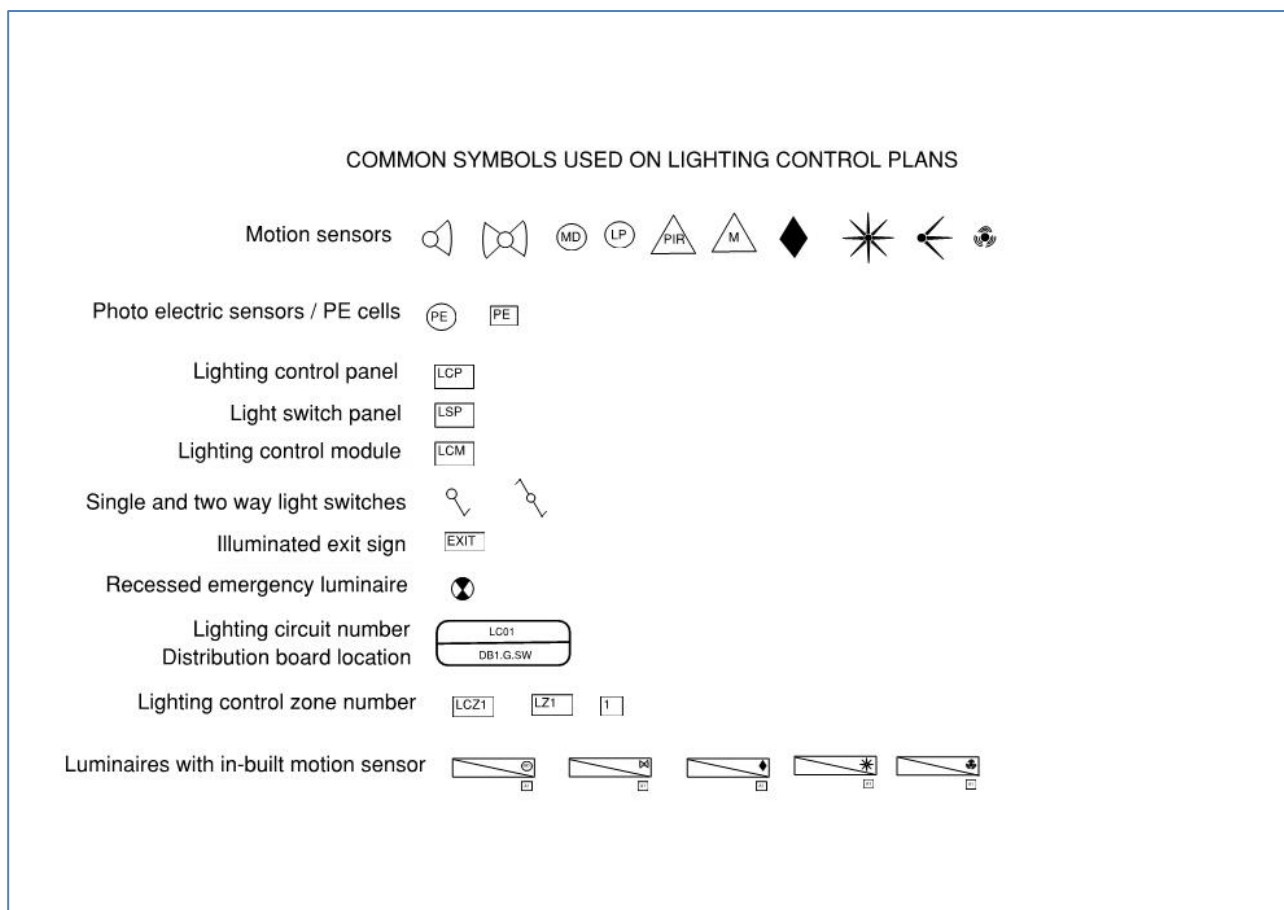 COMMON SYMBOLS USED ON LIGHTING CONTROL PLANS
Motion sensors MD LP PIR M
Photo electric sensors / PE cells PE PE
Lighting control panel LCP
Light switch panel LSP
Lighting control module LCM
Single and two way light switches
Illuminated exit sign EXIT
Recessed emergency luminaire
Lighting circuit number LC01
Distribution board location DB1.G.SW
Lighting control zone number LCZ1 LZ1 1
Luminaires with in-built motion sensor